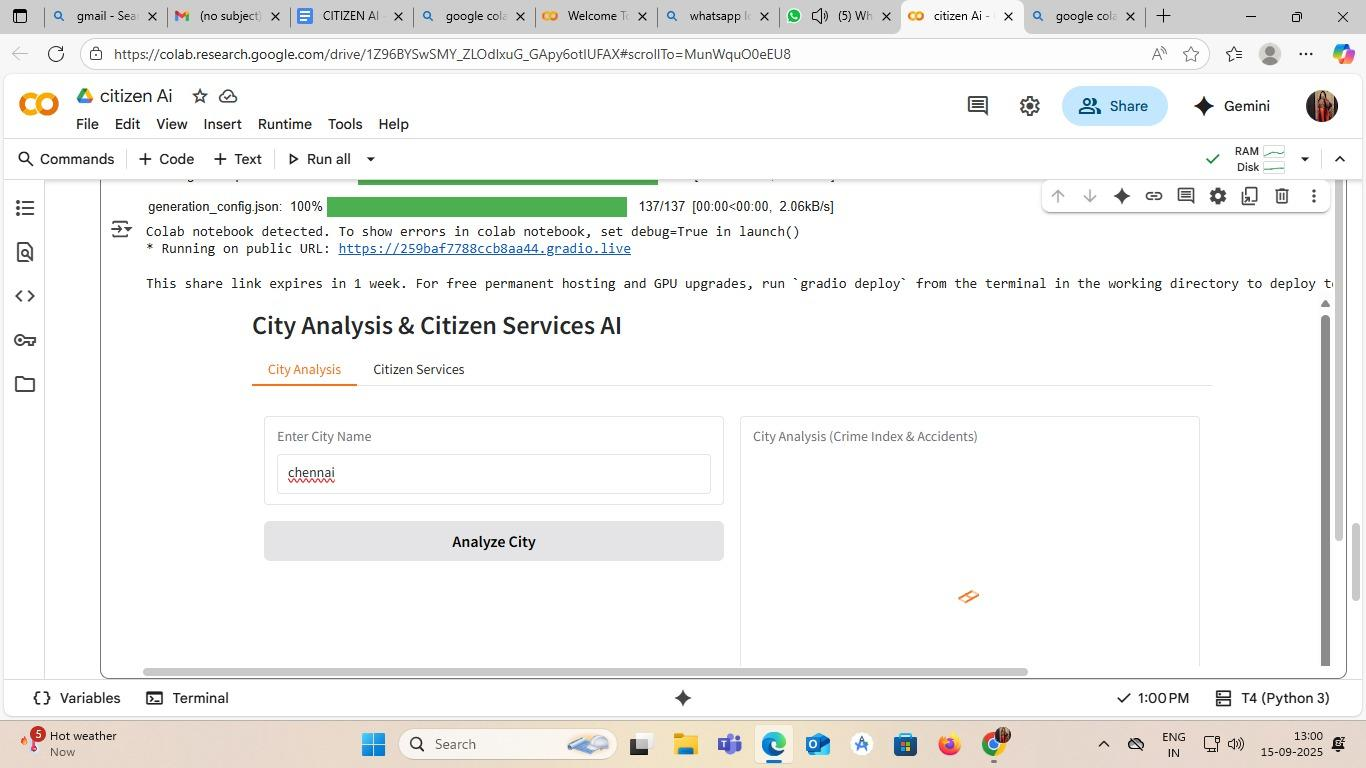 gmail - Sea
(no subject)
CITIZEN AI -
google cola
Welcome To
whatsapp lo
(5) Wh
citizen Ai -
google cola
https://colab.research.google.com/drive/1Z96BYSwSMY_ZLOdlxuG_GApy6otIUFAX#scrollTo=MunWquO0eEU8
citizen Ai
Share
Gemini
File Edit View Insert Runtime Tools Help
Commands + Code + Text Run all
RAM
Disk
generation_config.json: 100% 137/137 [00:00<00:00, 2.06kB/s]
Colab notebook detected. To show errors in colab notebook, set debug=True in launch()
* Running on public URL: https://259baf7788ccb8aa44.gradio.live
This share link expires in 1 week. For free permanent hosting and GPU upgrades, run `gradio deploy` from the terminal in the working directory to deploy to
City Analysis & Citizen Services AI
City Analysis Citizen Services
Enter City Name
City Analysis (Crime Index & Accidents)
chennai
Analyze City
Variables Terminal
1:00 PM T4 (Python 3)
5
Hot weather
Now
Search
ENG
IN
13:00
15-09-2025